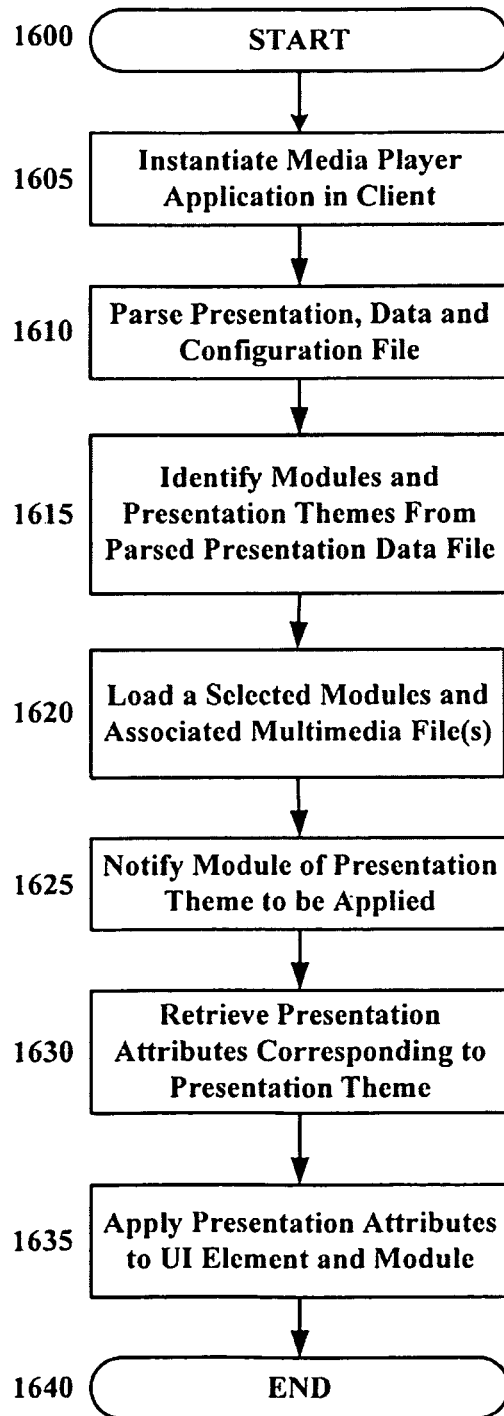 1600 START
1605 Instantiate Media Player
Application in Client
1610 Parse Presentation, Data and
Configuration File
1615 Identify Modules and
Presentation Themes From
Parsed Presentation Data File
1620 Load a Selected Modules and
Associated Multimedia File(s)
1625 Notify Module of Presentation
Theme to be Applied
1630 Retrieve Presentation
Attributes Corresponding to
Presentation Theme
1635 Apply Presentation Attributes
to UI Element and Module
1640 END